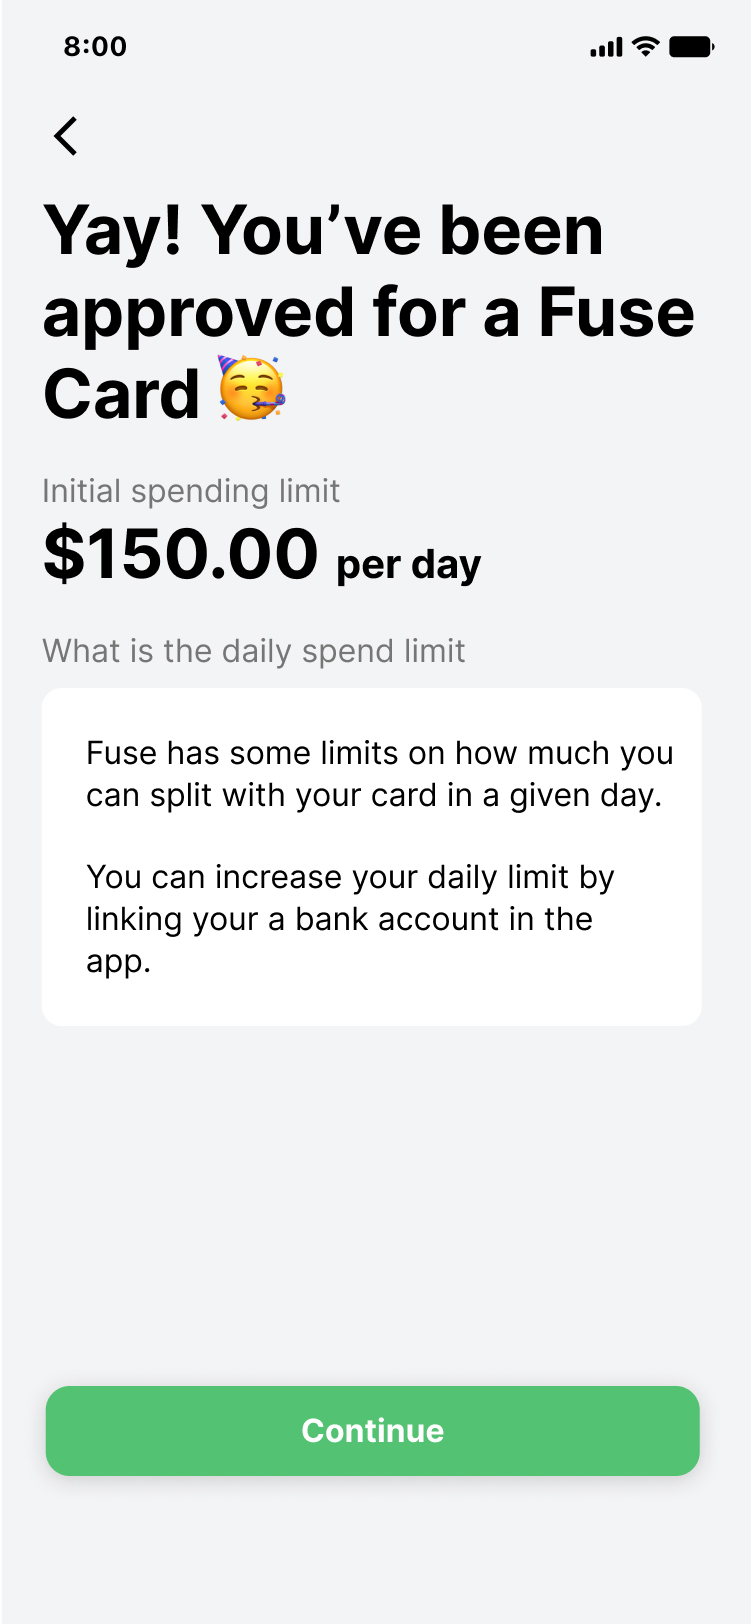 8:00
Yay! You’ve been
approved for a Fuse
Card 🥳
Initial spending limit
$150.00 per day
What is the daily spend limit
Fuse has some limits on how much you
can split with your card in a given day.
You can increase your daily limit by
linking your a bank account in the
app.
Continue